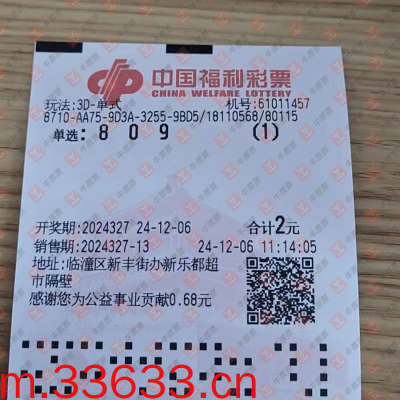 中国福利彩票
CHINA WELFARE LOTTERY
玩法:3D-单式 机号:61011457
8710-AA75-9D3A-3255-9BD5/18110568/80115
单选: 8 0 9 (1)
开奖期:2024327 24-12-06 合计2元
销售期:2024327-13 24-12-06 11:14:05
地址:临潼区新丰街办新乐都超
市隔壁
感谢您为公益事业贡献0.68元
m.33633.cn